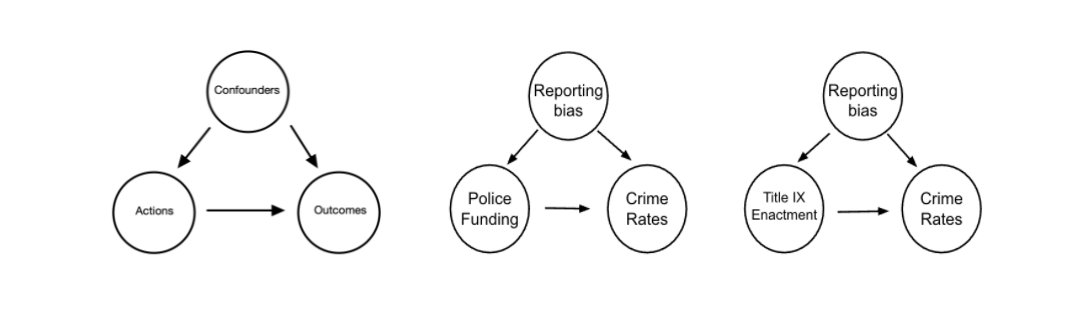 Confounders
Actions
Outcomes
Reporting
bias
Police
Funding
Crime
Rates
Reporting
bias
Title IX
Enactment
Crime
Rates